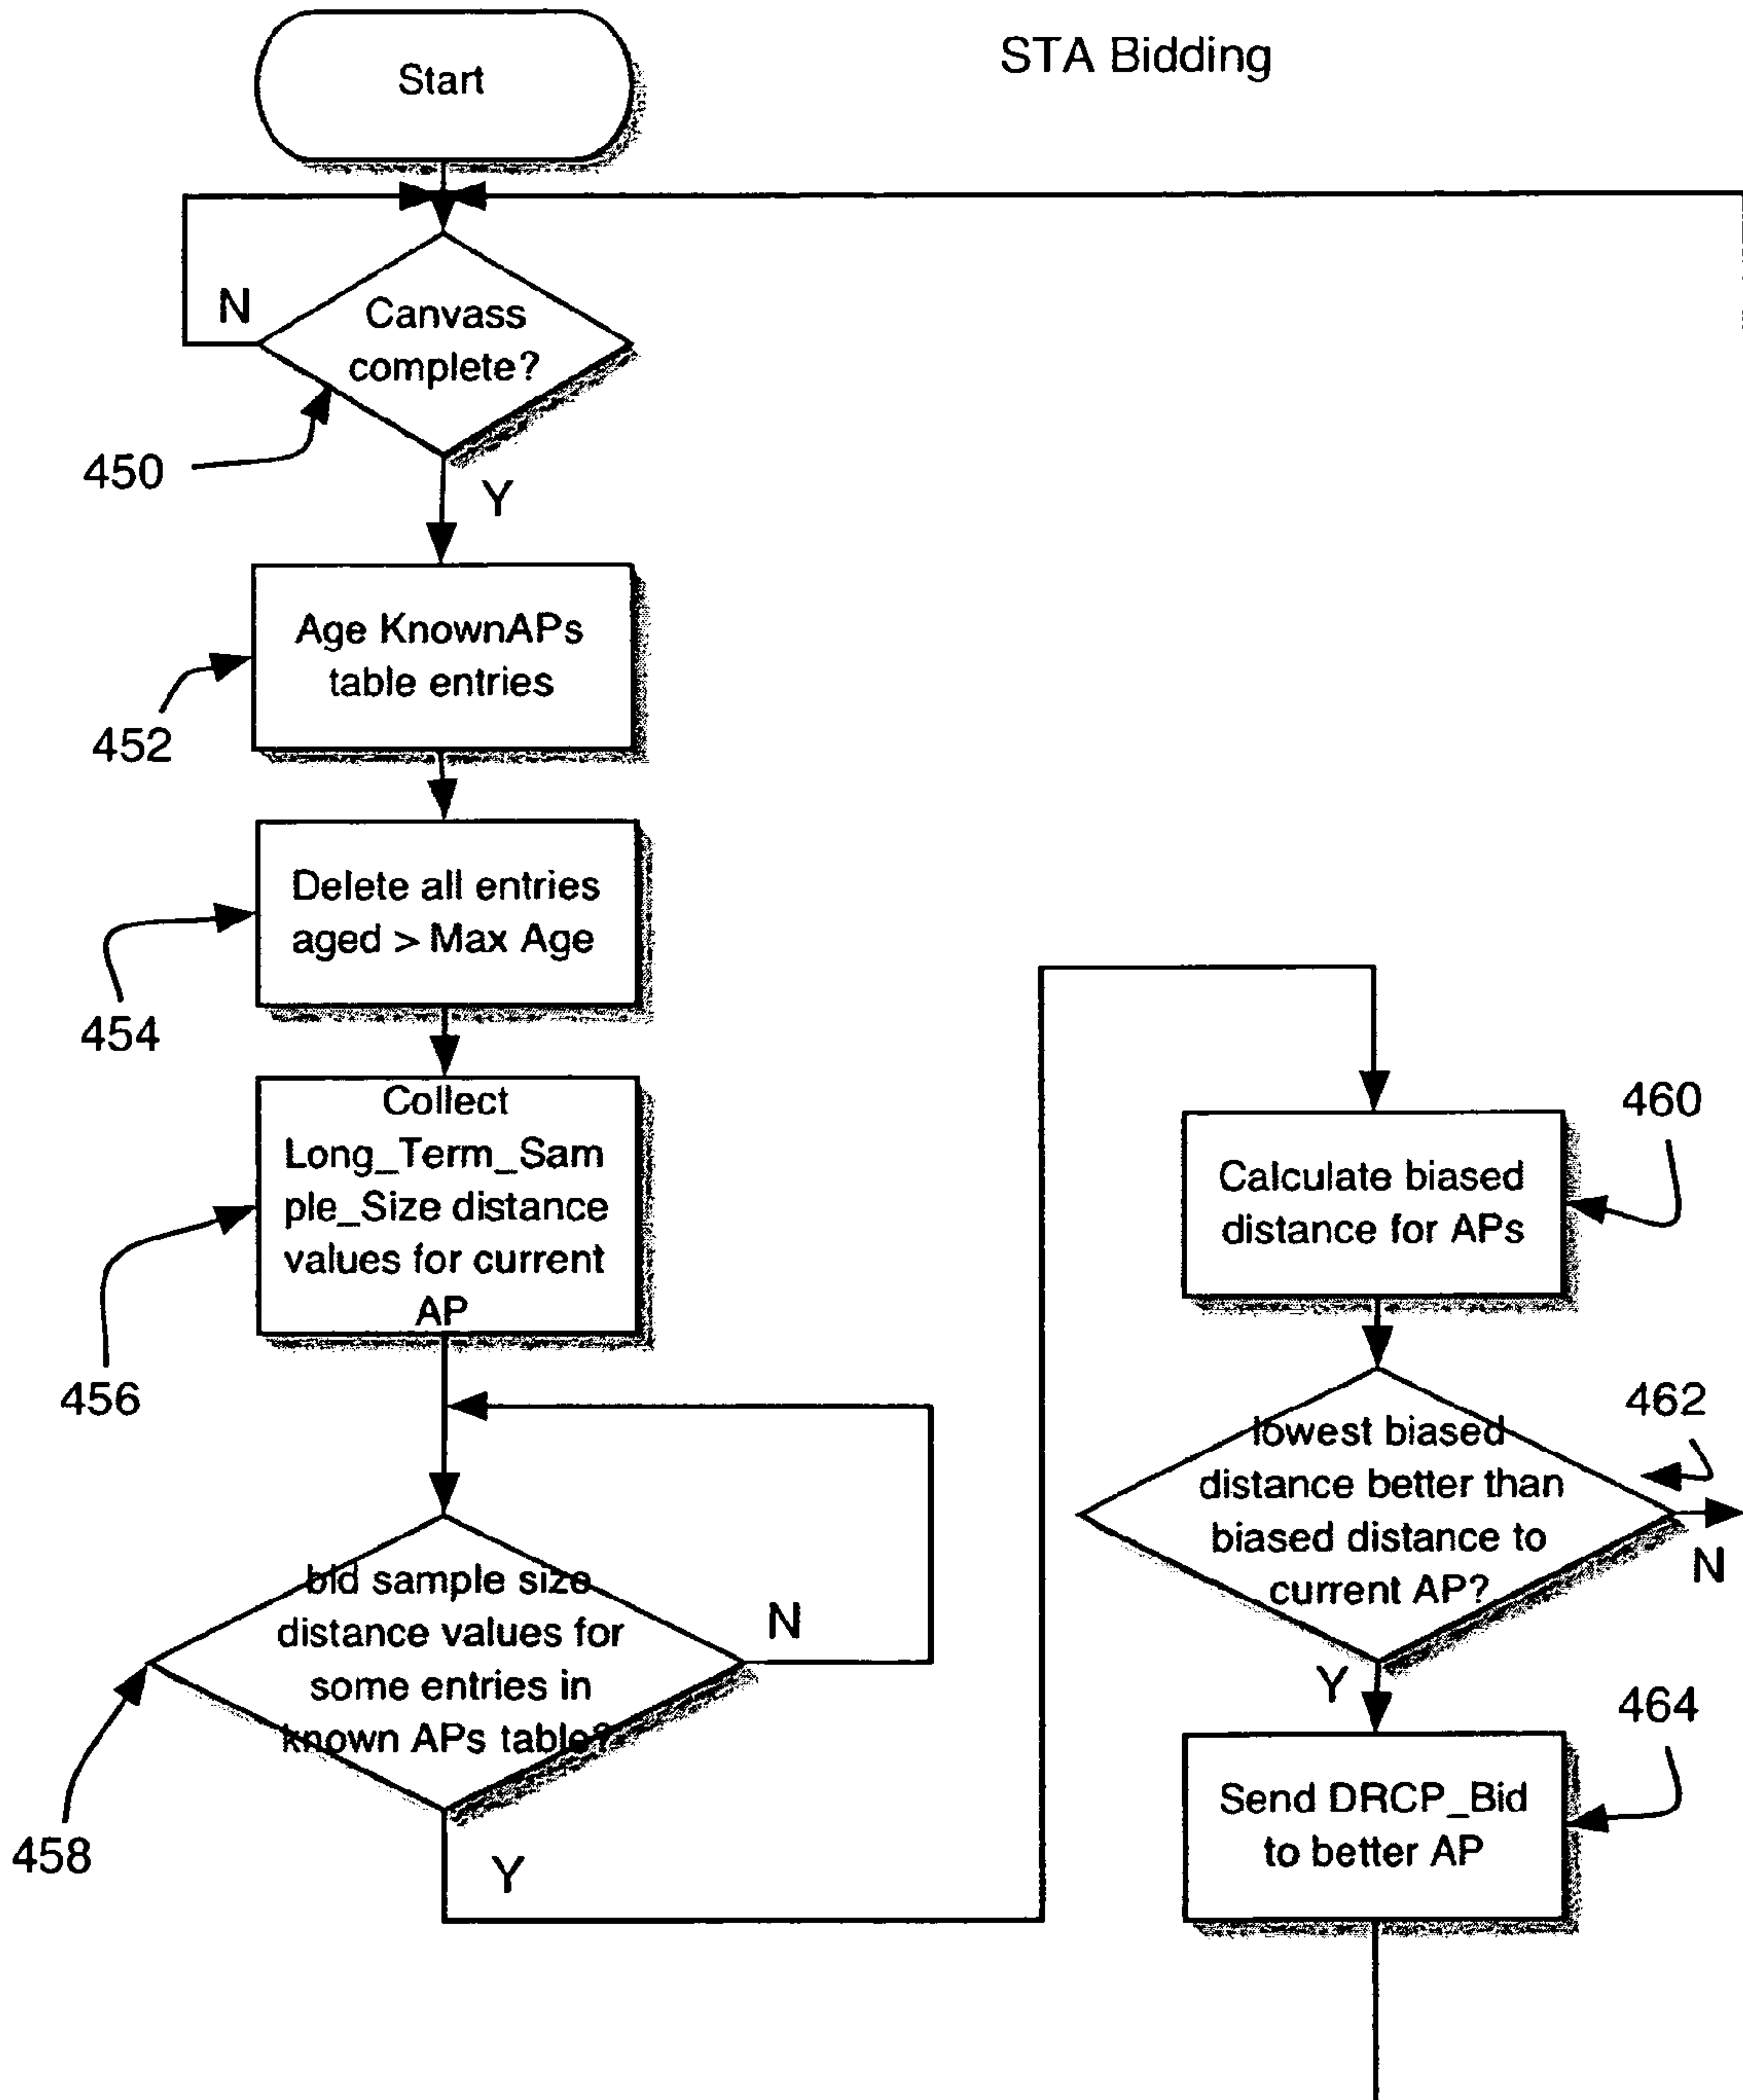 STA Bidding
Start
Canvass
complete?
N
Y
450
Age KnownAPs
table entries
452
Delete all entries
aged > Max Age
454
Collect
Long_Term_Sam
ple_Size distance
values for current
AP
456
bid sample size
distance values for
some entries in
known APs table?
N
Y
458
Calculate biased
distance for APs
460
lowest biased
distance better than
biased distance to
current AP?
462
N
Y
Send DRCP_Bid
to better AP
464